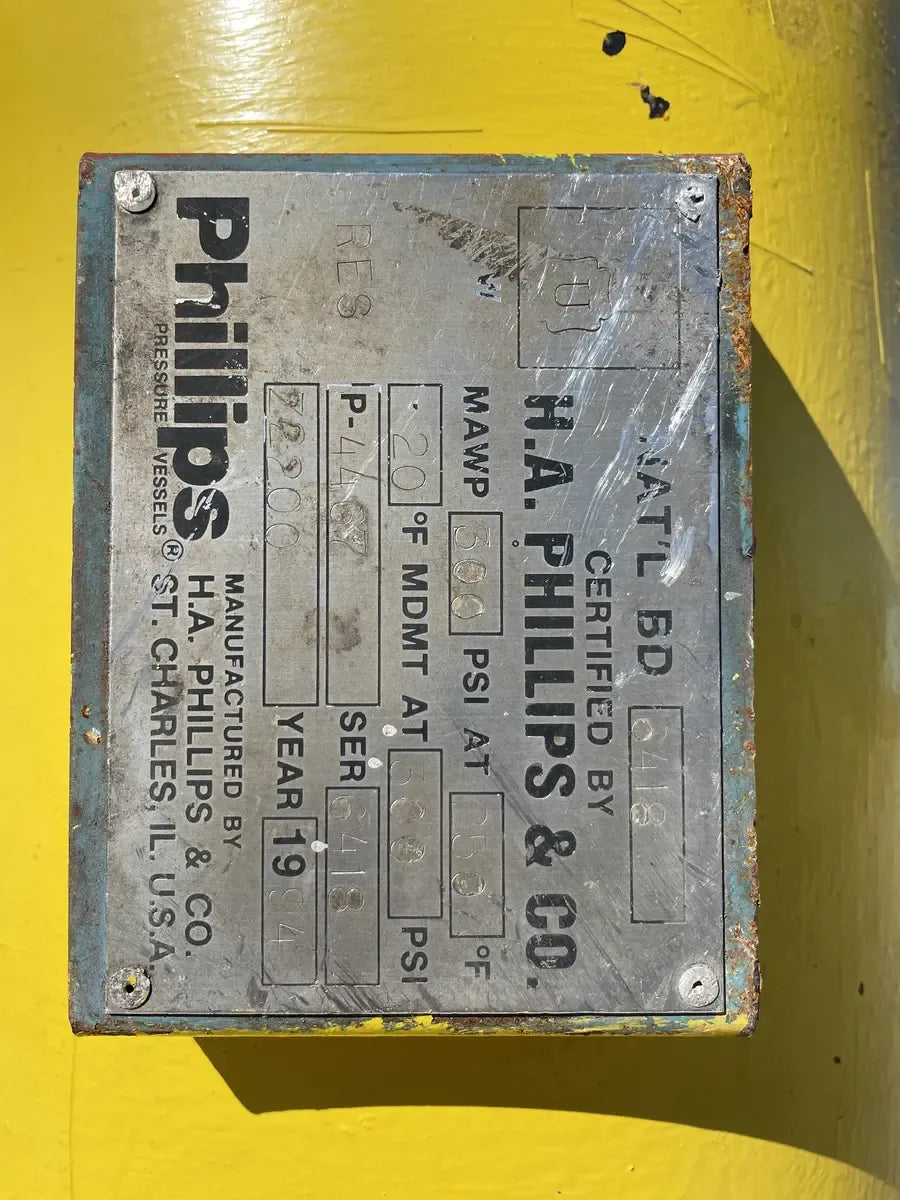 NAT'L BD 6418
CERTIFIED BY
U
H.A. PHILLIPS & CO.
MAWP 300 PSI AT °F
-20 °F MDMT AT 300 PSI
RES
P- SER 6418
YEAR 1994
MANUFACTURED BY
Phillips H.A. PHILLIPS & CO.
PRESSURE VESSELS ® ST. CHARLES, IL. U.S.A.